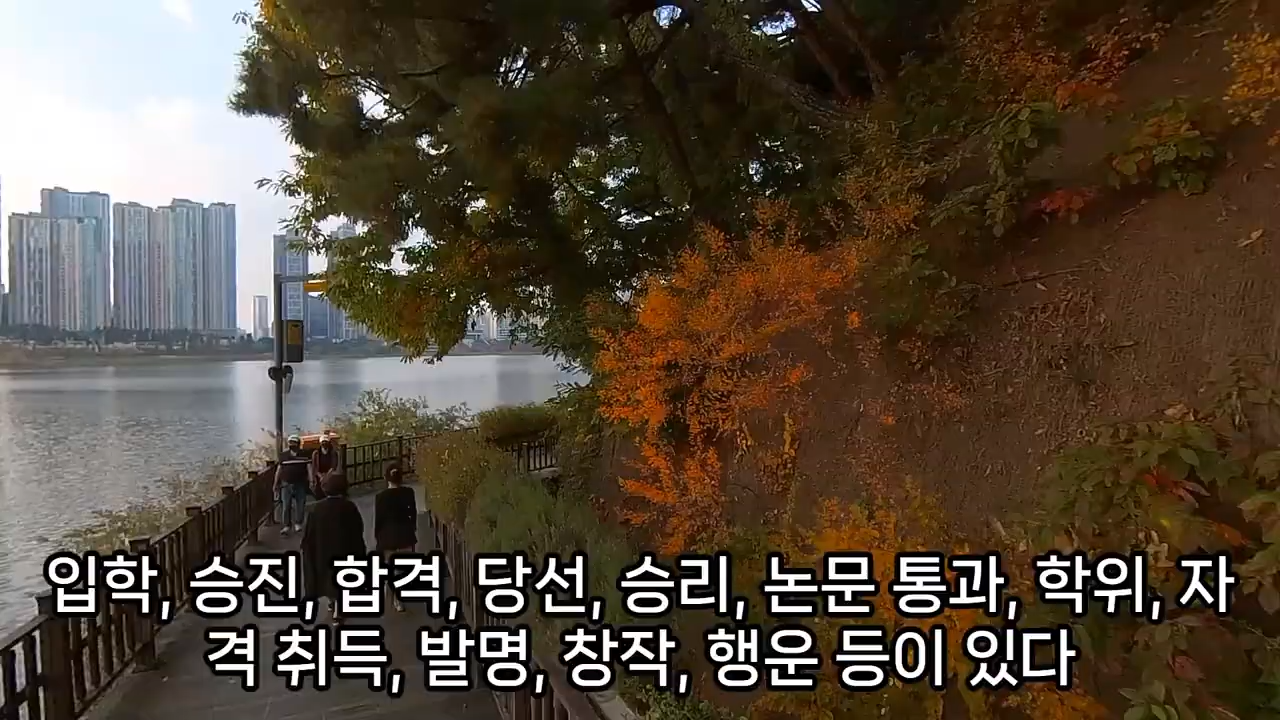 입학, 승진, 합격, 당선, 승리, 논문 통과, 학위, 자
격 취득, 발명, 창작, 행운 등이 있다